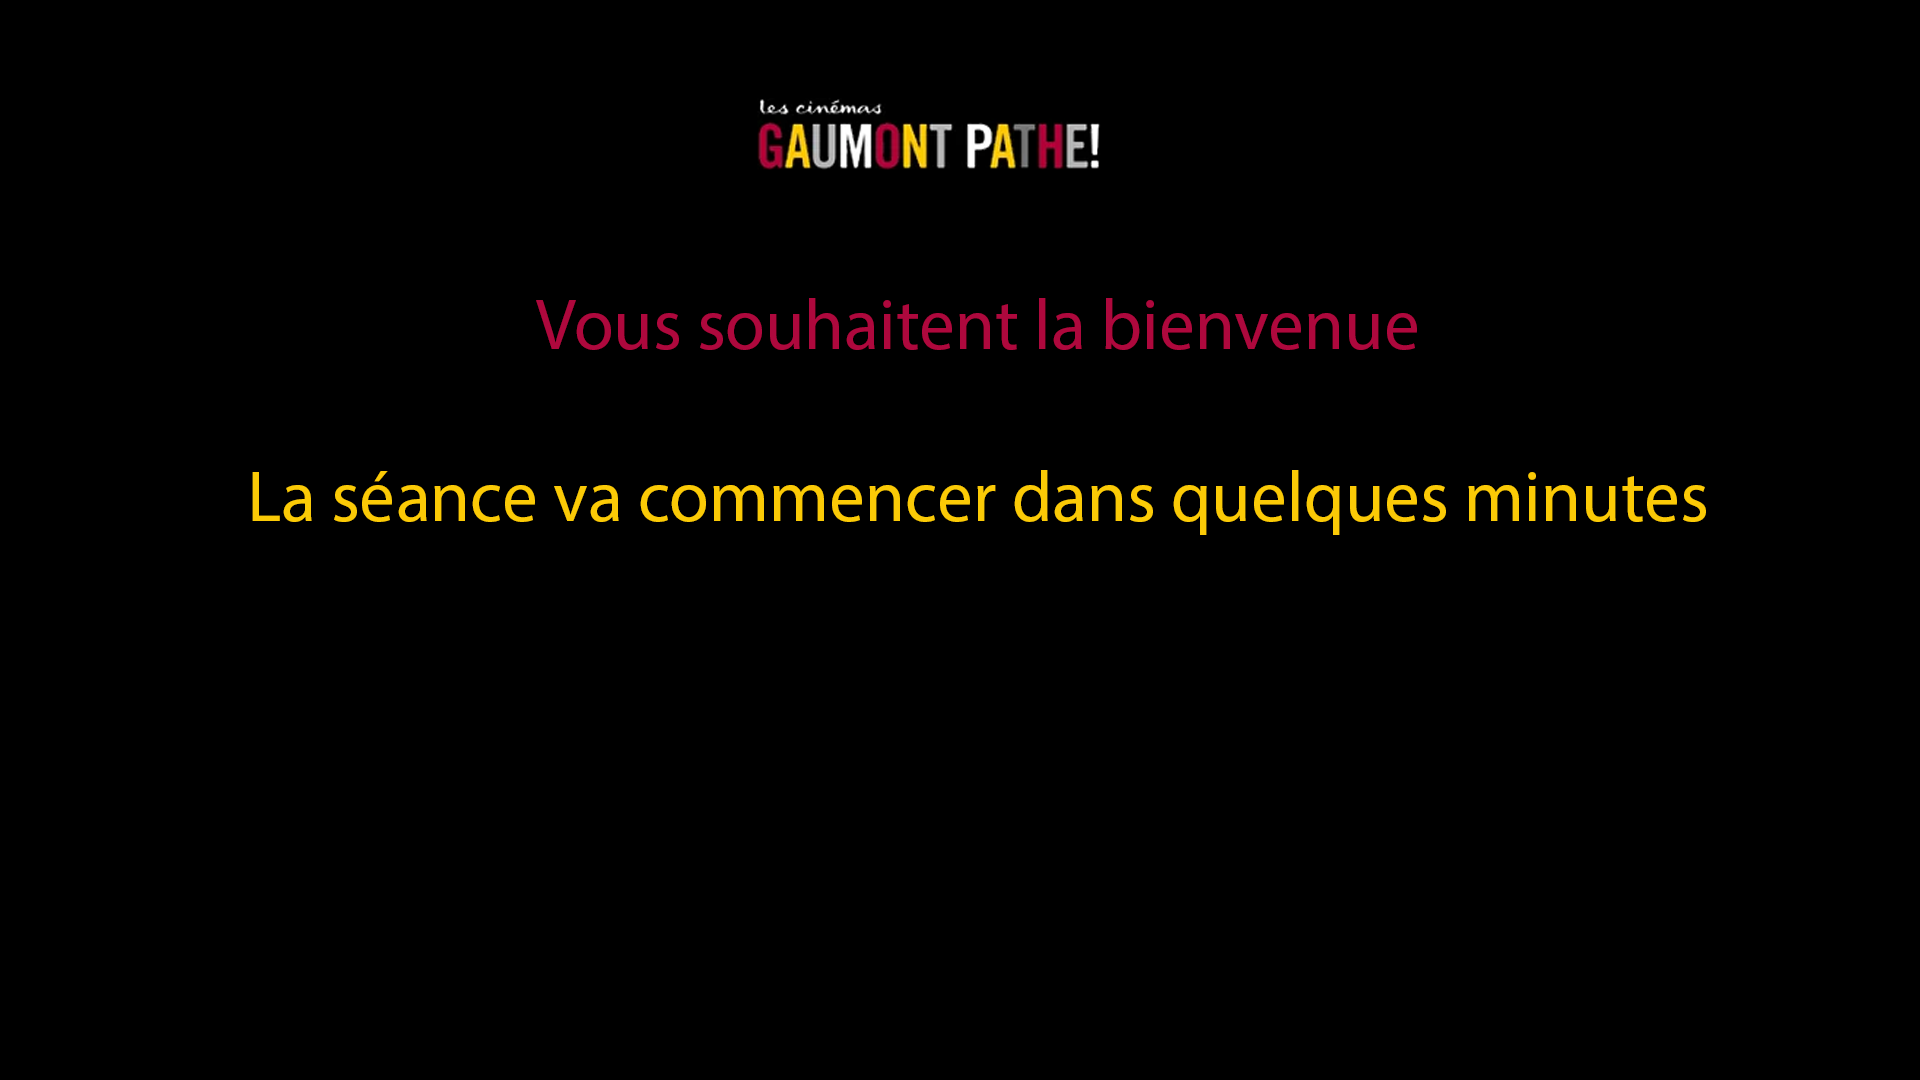 les cinémas
GAUMONT PATHE!
Vous souhaitent la bienvenue
La séance va commencer dans quelques minutes